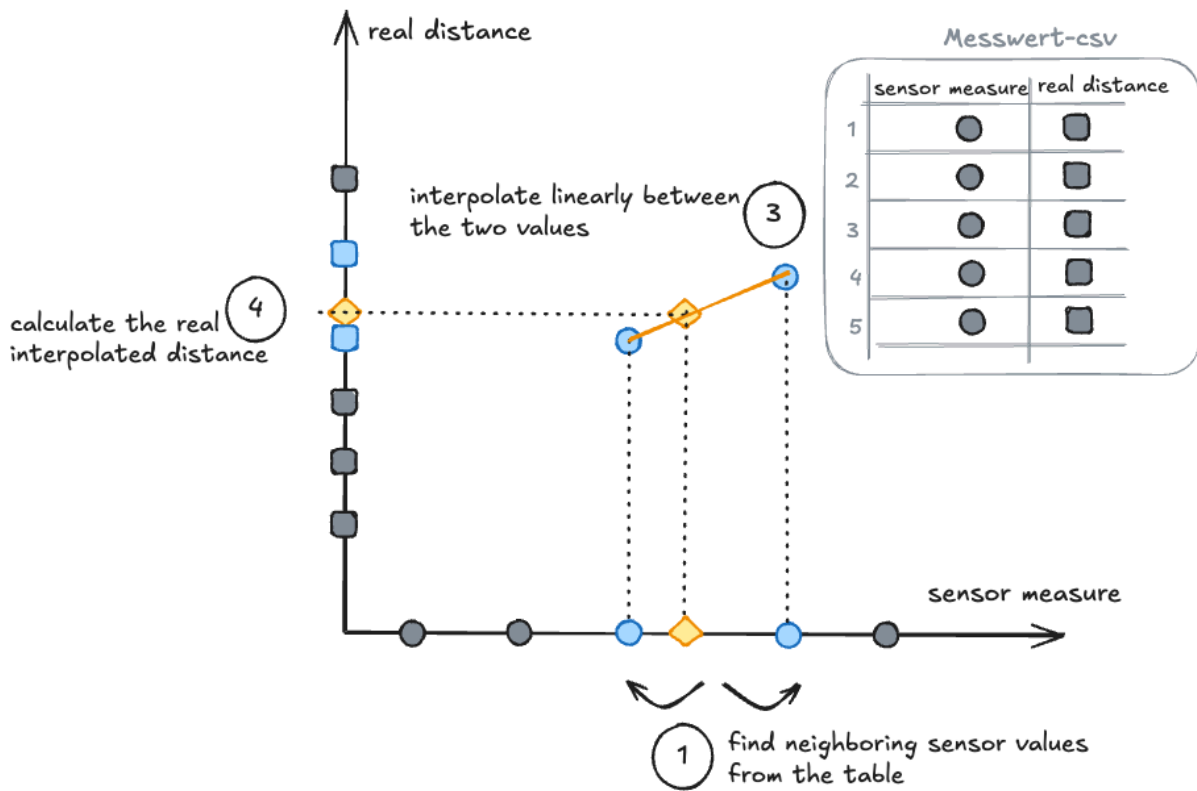 real distance
Messwert-csv
sensor measure real distance
1
2
3
4
5
interpolate linearly between
the two values
3
4
calculate the real
interpolated distance
sensor measure
1
find neighboring sensor values
from the table